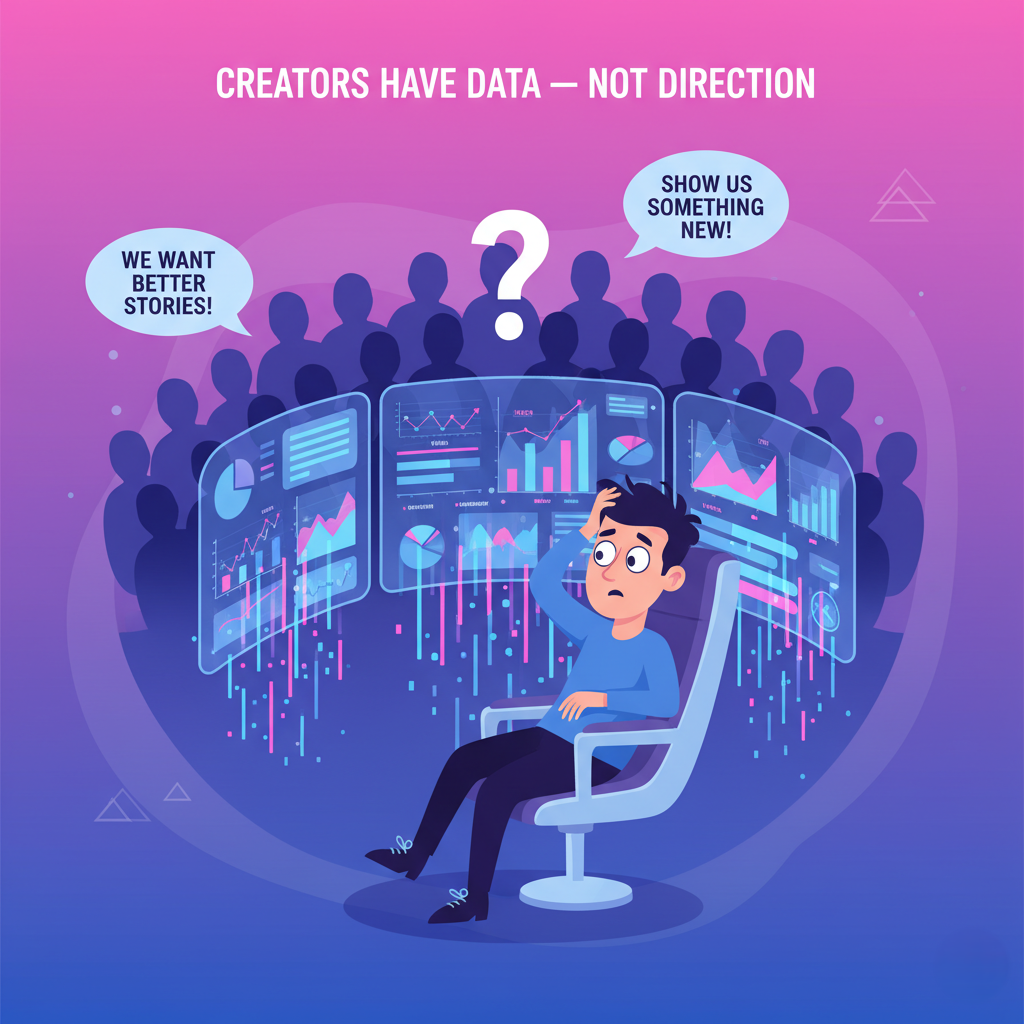 CREATORS HAVE DATA — NOT DIRECTION
SHOW US
SOMETHING
NEW!
WE WANT
BETTER
STORIES!
?